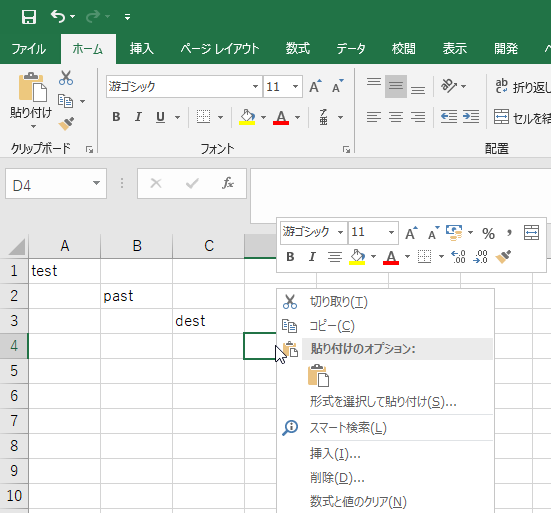 ファイル ホーム 挿入 ページ レイアウト 数式 データ 校閲 表示 開発
貼り付け
游ゴシック 11 A A
B I U A ア亜
ab 折り返し
セルを結
クリップボード フォント 配置
D4 fx
游ゴシック 11 A A % ,
B I A .00 .0
A B C
1 test
2 past
3 dest
4
5
6
7
8
9
10
切り取り(T)
コピー(C)
貼り付けのオプション:
形式を選択して貼り付け(S)...
スマート検索(L)
挿入(I)...
削除(D)...
数式と値のクリア(N)